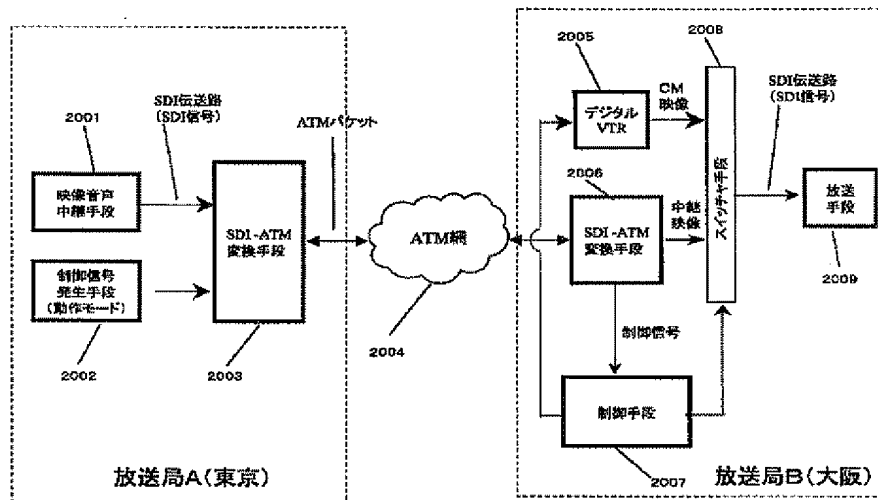 2001
SDI伝送路
(SDI信号)
ATMパケット
映像音声
中継手段
制御信号
発生手段
(動作モード)
2002
SDI-ATM
変換手段
2003
放送局A(東京)
ATM網
2004
2005
デジタル
VTR
CM
映像
2006
SDI-ATM
変換手段
中継
映像
制御信号
制御手段
2007
2008
スイッチャ手段
SDI伝送路
(SDI信号)
放送
手段
2009
放送局B(大阪)